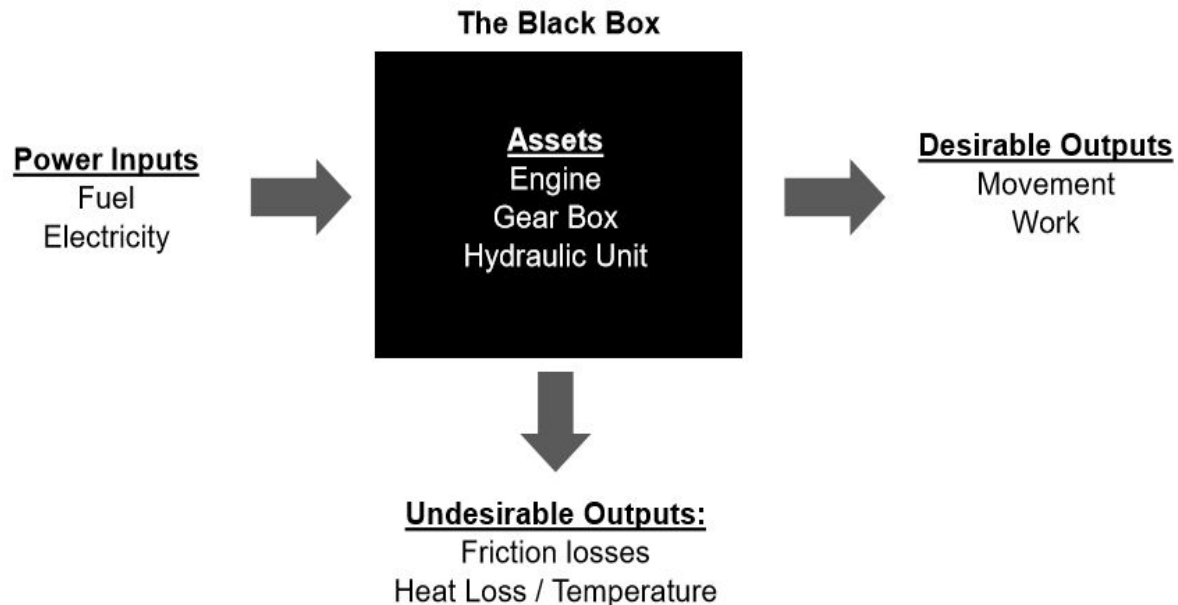 The Black Box
Power Inputs
Fuel
Electricity
Assets
Engine
Gear Box
Hydraulic Unit
Desirable Outputs
Movement
Work
Undesirable Outputs:
Friction losses
Heat Loss / Temperature